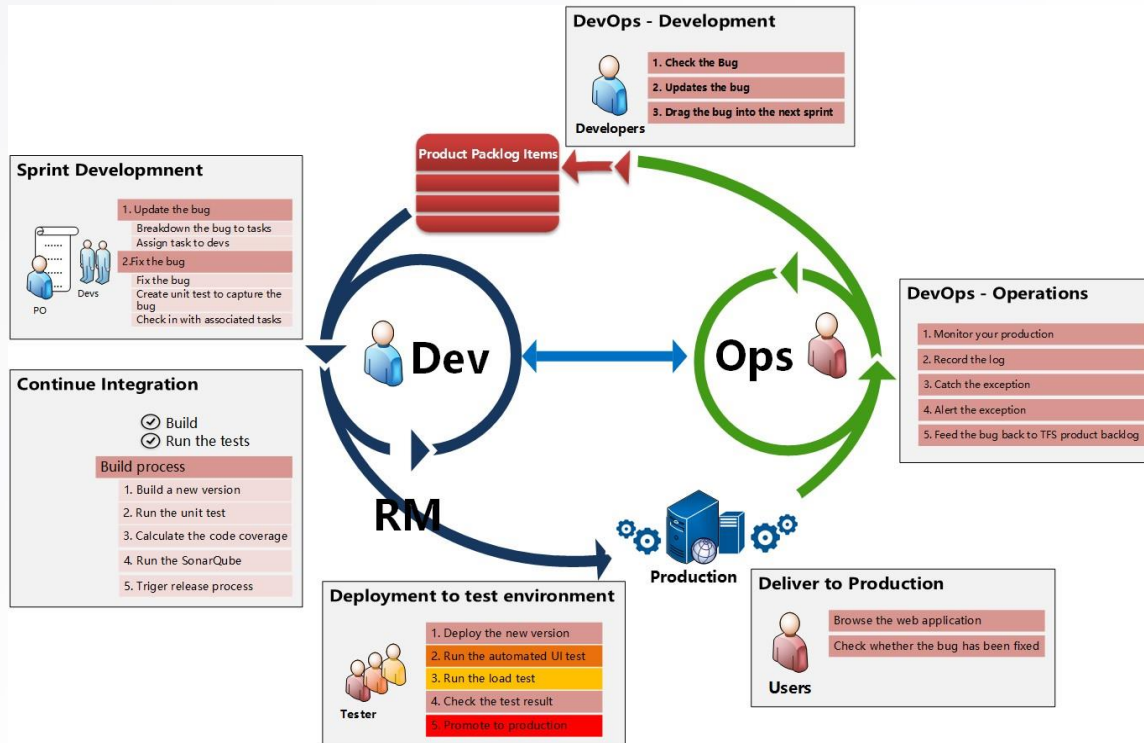 DevOps - Development
1. Check the Bug
2. Updates the bug
3. Drag the bug into the next sprint
Developers
Product Packlog Items
Sprint Developmnent
1. Update the bug
Breakdown the bug to tasks
Assign task to devs
2.Fix the bug
Fix the bug
Create unit test to capture the
bug
Check in with associated tasks
Devs
PO
Dev
Ops
DevOps - Operations
1. Monitor your production
2. Record the log
3. Catch the exception
4. Alert the exception
5. Feed the bug back to TFS product backlog
Continue Integration
Build
Run the tests
Build process
1. Build a new version
2. Run the unit test
3. Calculate the code coverage
4. Run the SonarQube
5. Triger release process
RM
Production
Deployment to test environment
1. Deploy the new version
2. Run the automated UI test
3. Run the load test
4. Check the test result
5. Promote to production
Tester
Deliver to Production
Browse the web application
Check whether the bug has been fixed
Users